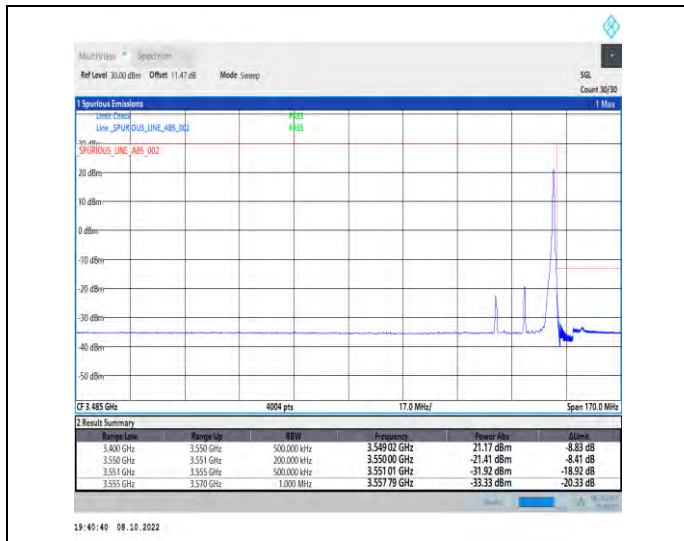 MultiView Spectrum
Ref Level 30.00 dBm Offset 11.47 dB Mode Sweep SGL
Count 30/30
1 Spurious Emissions 1 Max
Limit Check PASS
Line _SPURIOUS_LINE_ABS_002 PASS
30 dBm
_SPURIOUS_LINE_ABS_002
20 dBm
10 dBm
0 dBm
-10 dBm
-20 dBm
-30 dBm
-40 dBm
-50 dBm
CF 3.485 GHz 4004 pts 17.0 MHz/ Span 170.0 MHz
2 Result Summary
Range Low Range Up RBW Frequency Power Abs ΔLimit
3.400 GHz 3.550 GHz 500.000 kHz 3.549 02 GHz 21.17 dBm -8.83 dB
3.550 GHz 3.551 GHz 200.000 kHz 3.550 00 GHz -21.41 dBm -8.41 dB
3.551 GHz 3.555 GHz 500.000 kHz 3.551 01 GHz -31.92 dBm -18.92 dB
3.555 GHz 3.570 GHz 1.000 MHz 3.557 79 GHz -33.33 dBm -20.33 dB
Ready
19:40:40 08.10.2022